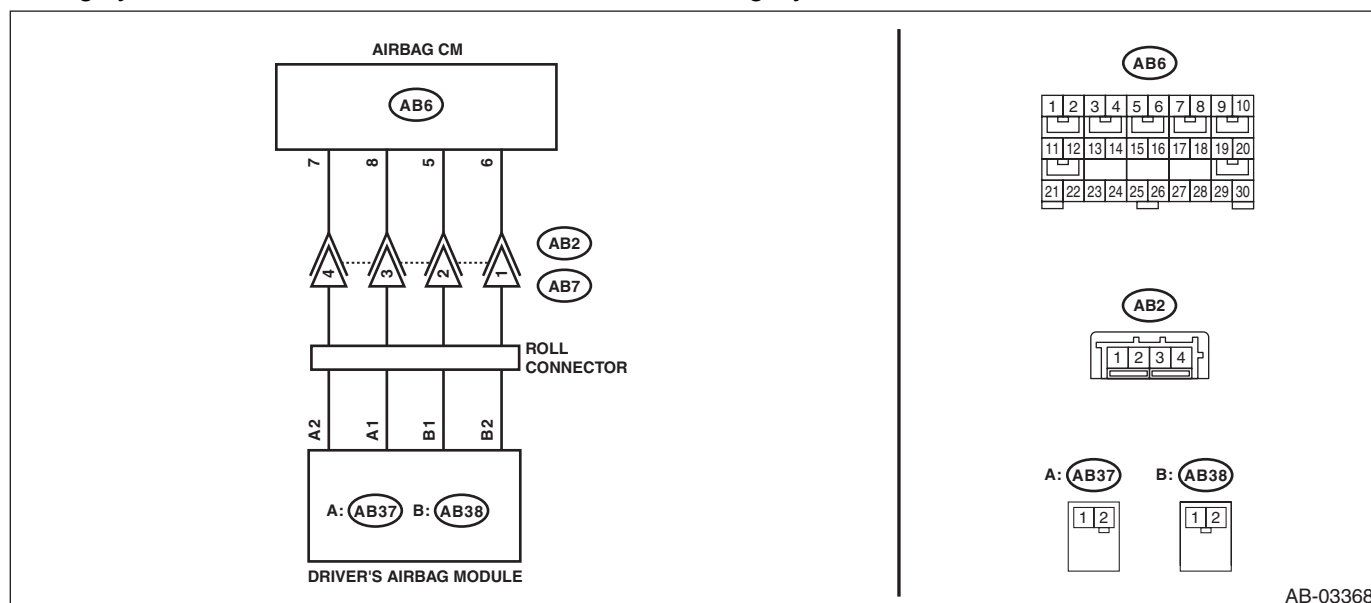 AIRBAG CM
AB6
7 8 5 6
4 3 2 1
AB2
AB7
ROLL
CONNECTOR
A2 A1 B1 B2
A: AB37 B: AB38
DRIVER'S AIRBAG MODULE
AB6
1 2 3 4 5 6 7 8 9 10
11 12 13 14 15 16 17 18 19 20
21 22 23 24 25 26 27 28 29 30
AB2
1 2 3 4
A: AB37 B: AB38
1 2 1 2
AB-03368